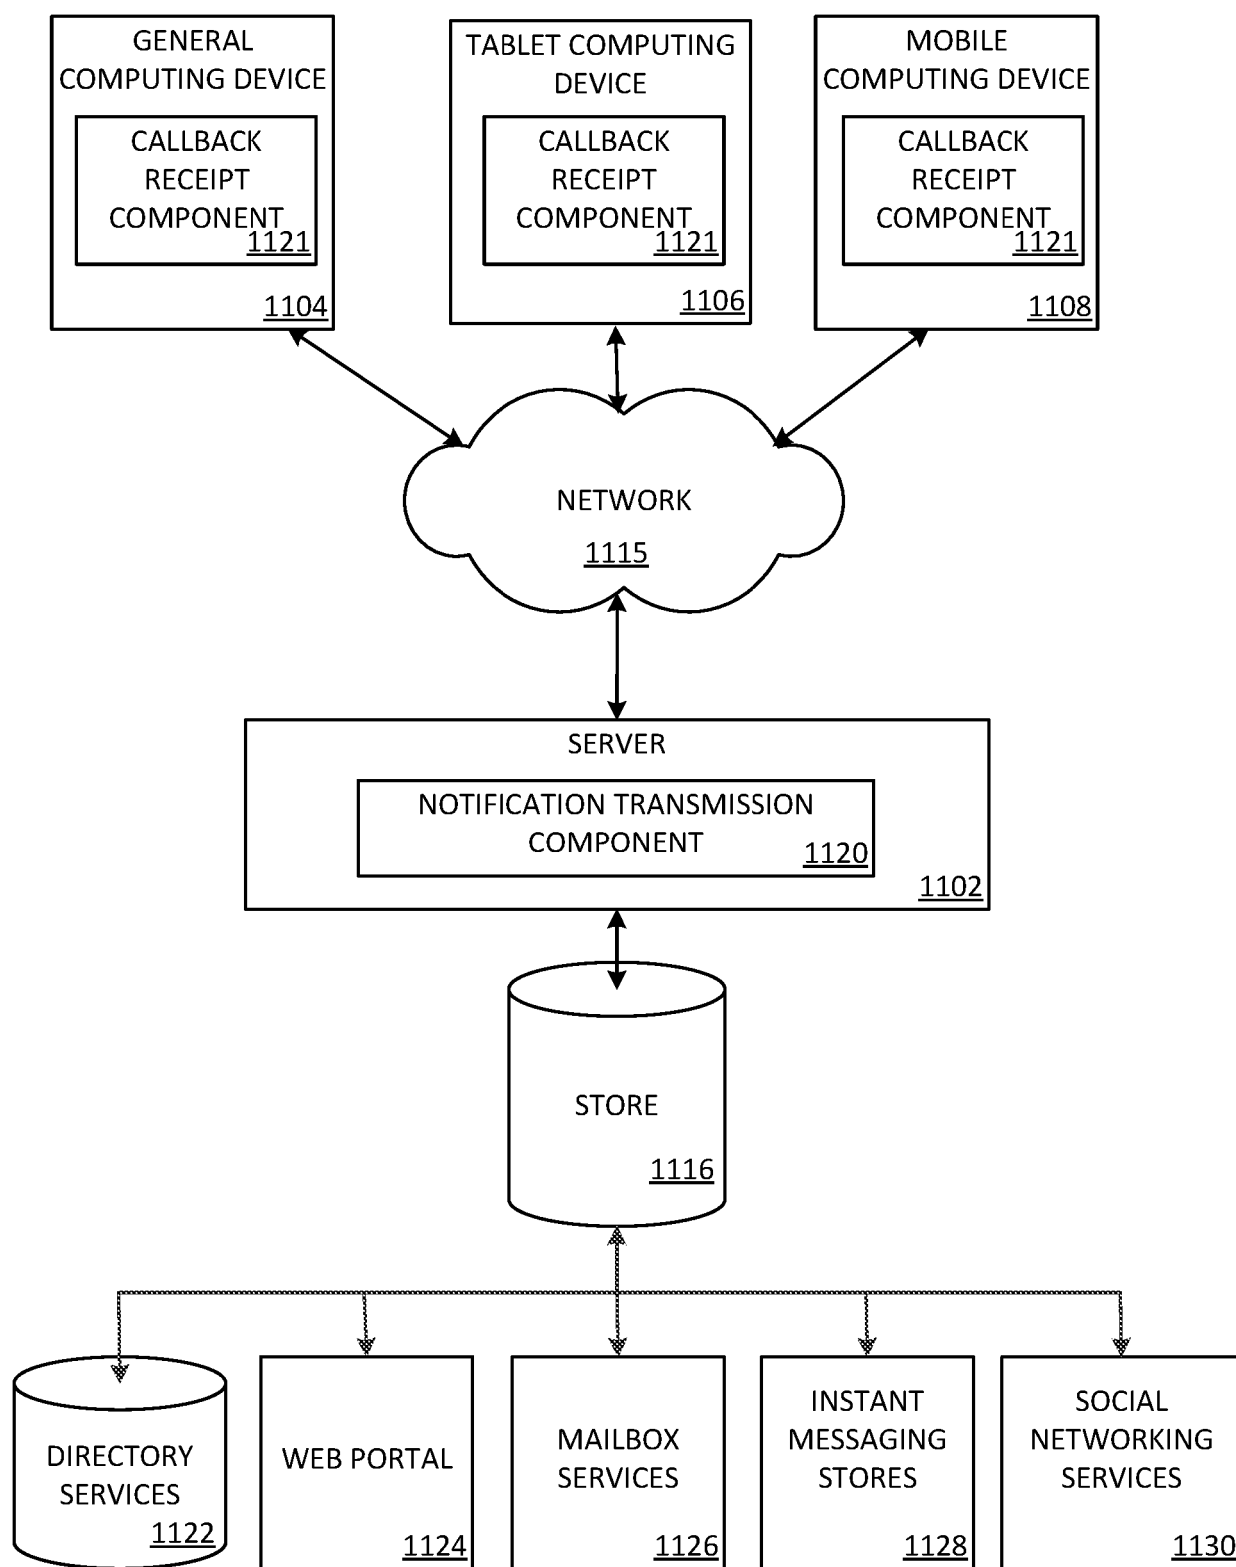 GENERAL
COMPUTING DEVICE
CALLBACK
RECEIPT
COMPONENT
1121
1104
TABLET COMPUTING
DEVICE
CALLBACK
RECEIPT
COMPONENT
1121
1106
MOBILE
COMPUTING DEVICE
CALLBACK
RECEIPT
COMPONENT
1121
1108
NETWORK
1115
SERVER
NOTIFICATION TRANSMISSION
COMPONENT
1120
1102
STORE
1116
DIRECTORY
SERVICES
1122
WEB PORTAL
1124
MAILBOX
SERVICES
1126
INSTANT
MESSAGING
STORES
1128
SOCIAL
NETWORKING
SERVICES
1130